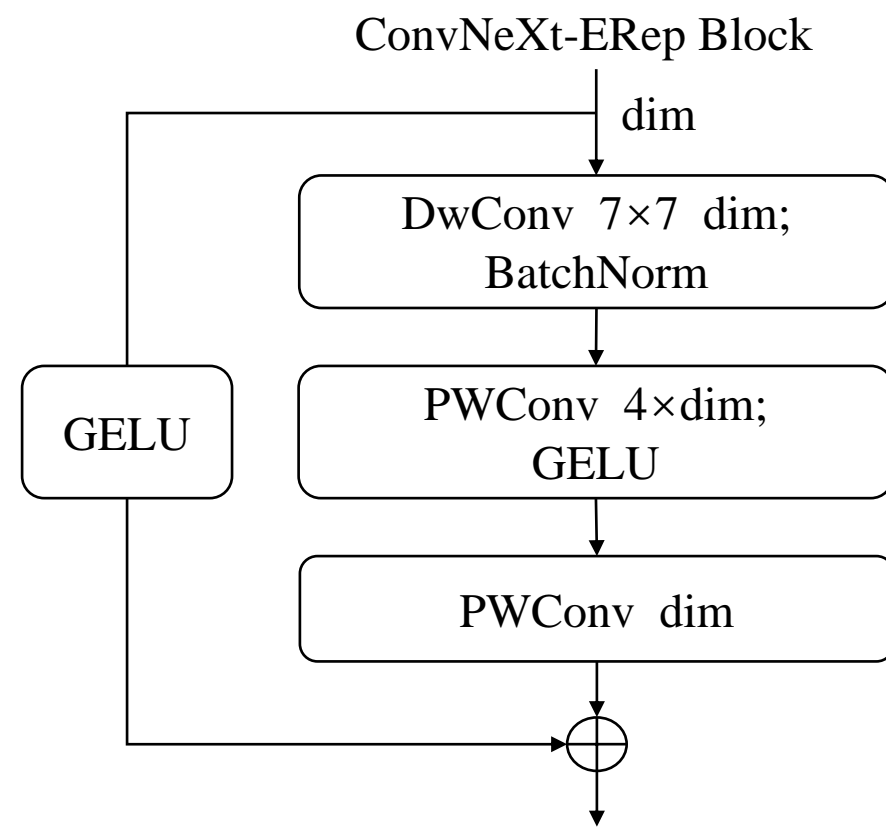 ConvNeXt-ERep Block
dim
DwConv 7×7 dim;
BatchNorm
PWConv 4×dim;
GELU
GELU
PWConv dim